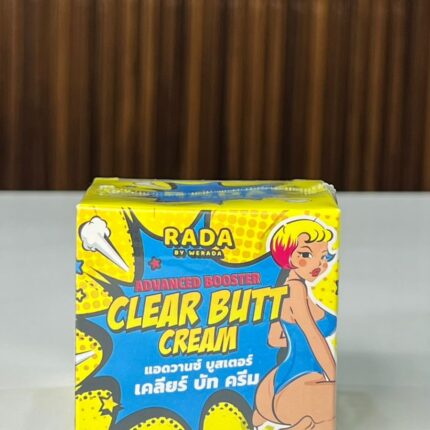 RADA
BY WERADA
ADVANCED BOOSTER
CLEAR BUTT
CREAM
แอดวานซ์ บูสเตอร์
เคลียร์ บัท ครีม